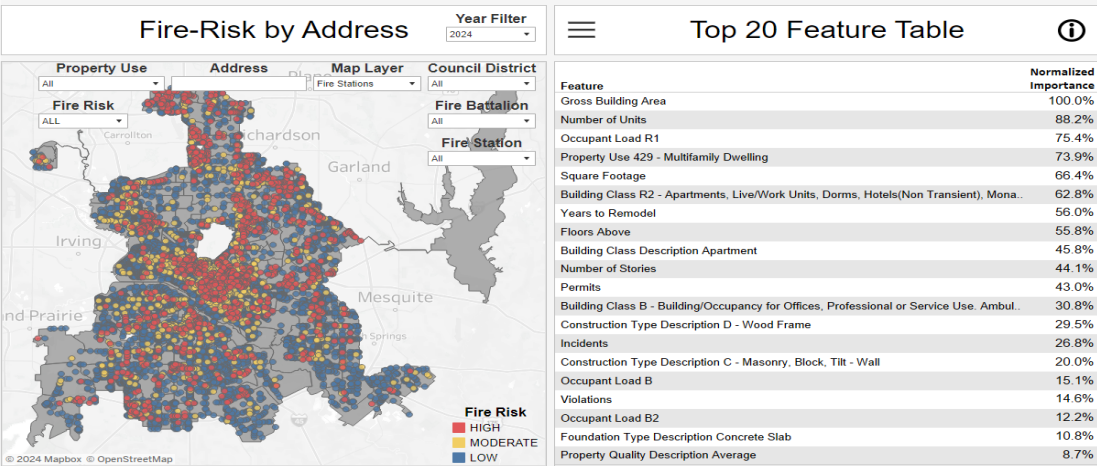 Fire-Risk by Address
Year Filter
2024
Property Use
All
Address
Map Layer
Fire Stations
Council District
All
Fire Risk
ALL
Fire Battalion
All
Fire Station
All
Carrollton
Garland
Irving
Mesquite
Fire Risk
HIGH
MODERATE
LOW
© 2024 Mapbox © OpenStreetMap
Top 20 Feature Table
Feature Normalized Importance
Gross Building Area 100.0%
Number of Units 88.2%
Occupant Load R1 75.4%
Property Use 429 - Multifamily Dwelling 73.9%
Square Footage 66.4%
Building Class R2 - Apartments, Live/Work Units, Dorms, Hotels(Non Transient), Mona.. 62.8%
Years to Remodel 56.0%
Floors Above 55.8%
Building Class Description Apartment 45.8%
Number of Stories 44.1%
Permits 43.0%
Building Class B - Building/Occupancy for Offices, Professional or Service Use. Ambul.. 30.8%
Construction Type Description D - Wood Frame 29.5%
Incidents 26.8%
Construction Type Description C - Masonry, Block, Tilt - Wall 20.0%
Occupant Load B 15.1%
Violations 14.6%
Occupant Load B2 12.2%
Foundation Type Description Concrete Slab 10.8%
Property Quality Description Average 8.7%